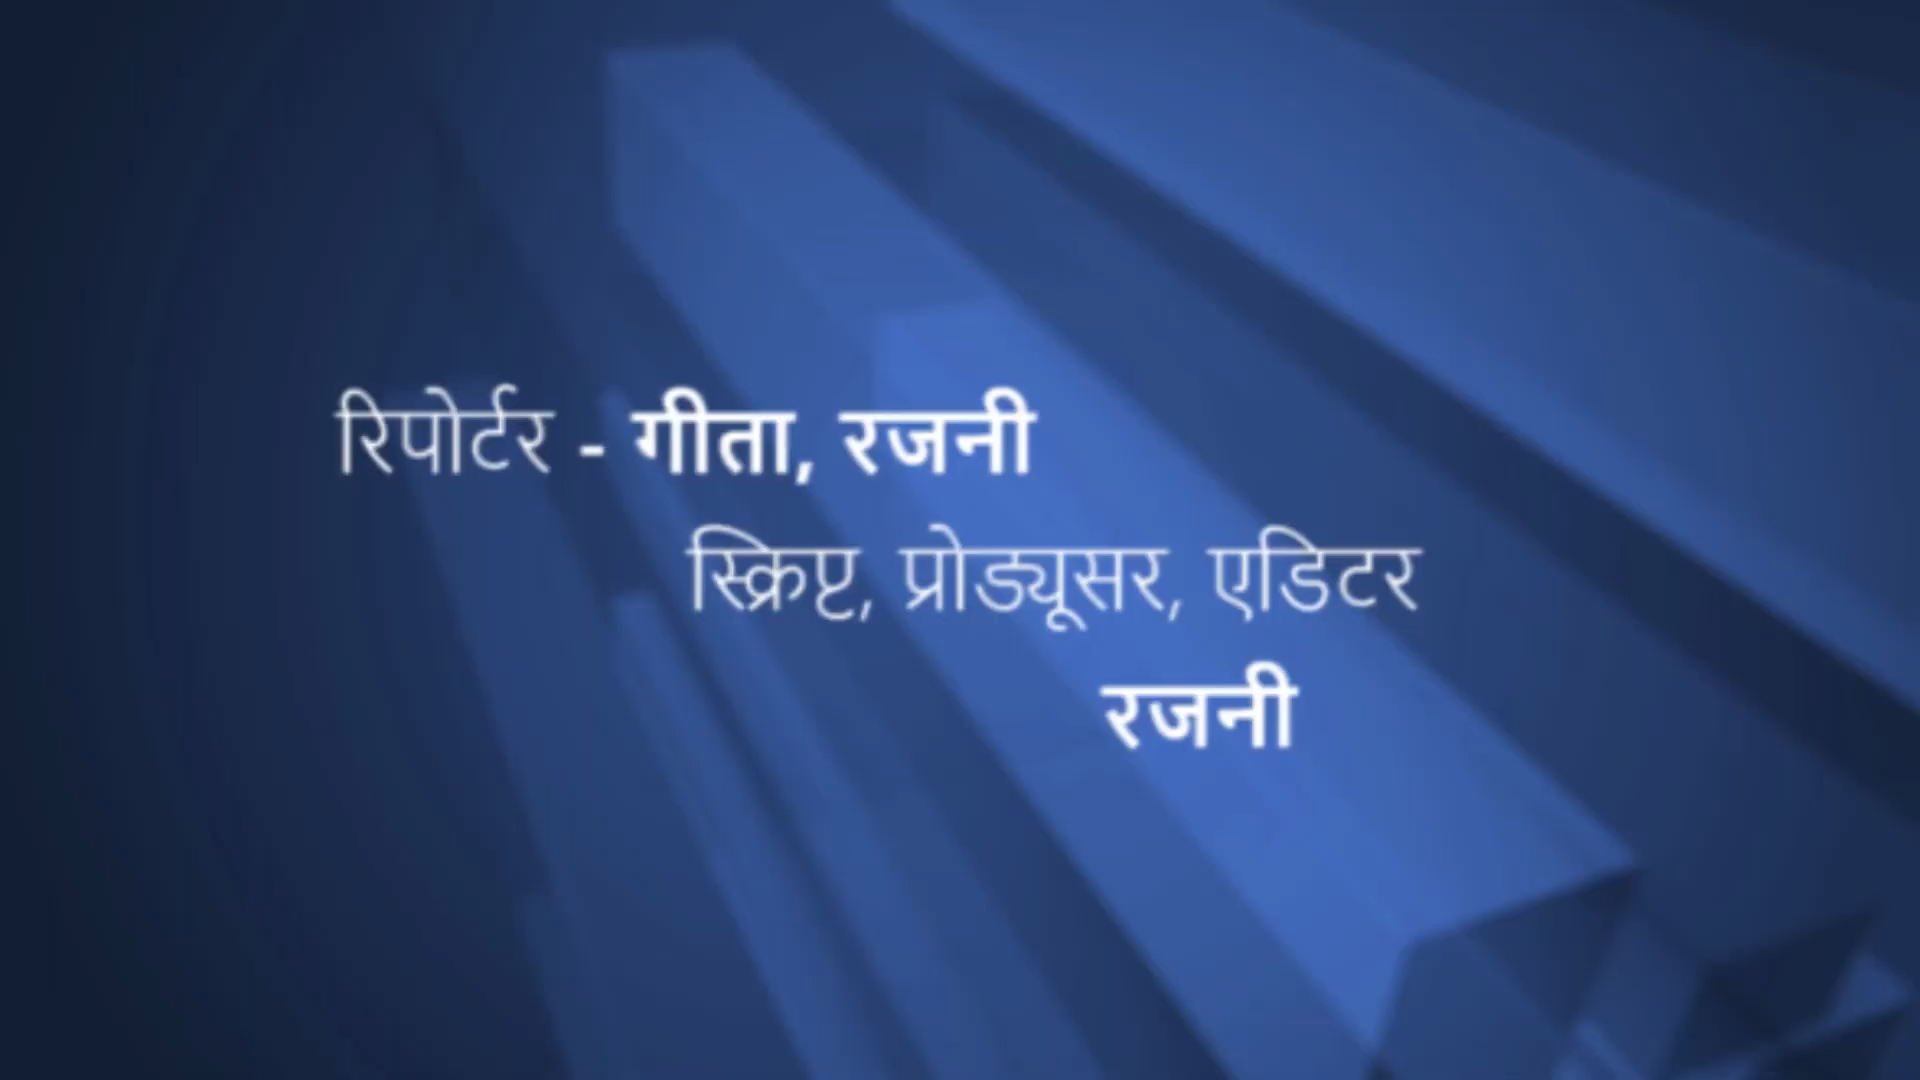 रिपोर्टर - गीता, रजनी
स्क्रिप्ट, प्रोड्यूसर, एडिटर
रजनी